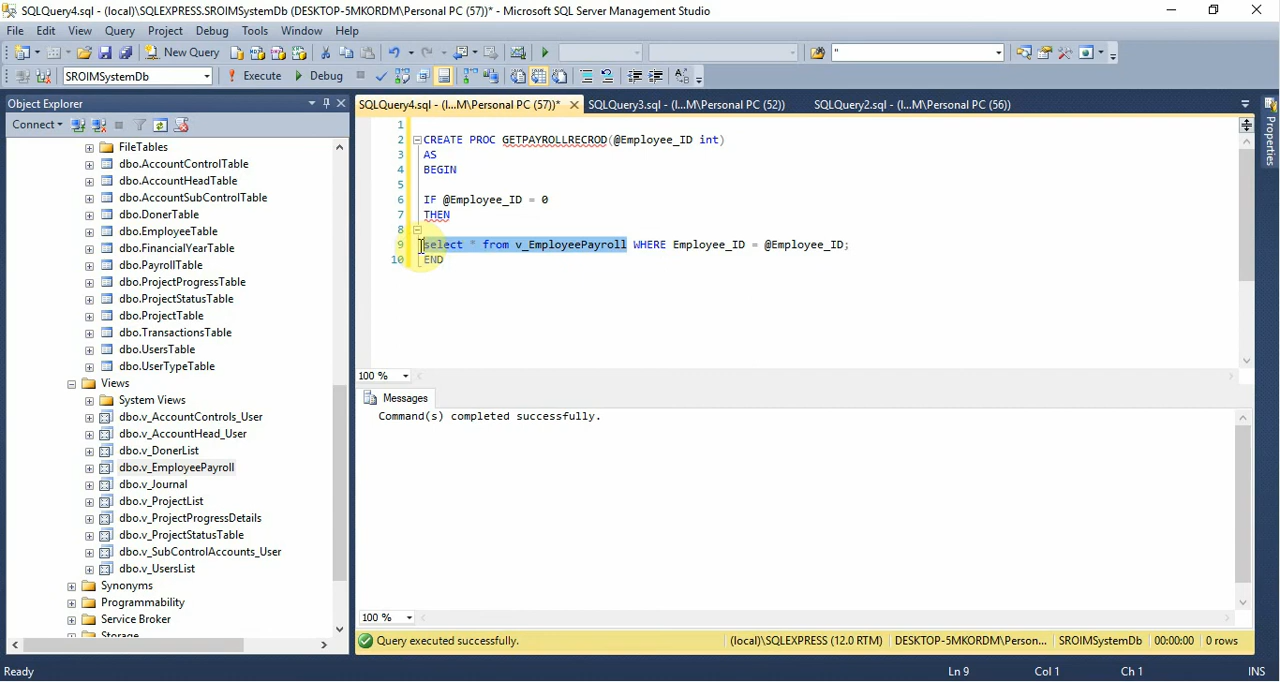 SQLQuery4.sql - (local)\SQLEXPRESS.SROIMSystemDb (DESKTOP-5MKORDM\Personal PC (57))* - Microsoft SQL Server Management Studio
File Edit View Query Project Debug Tools Window Help
New Query "
SROIMSystemDb Execute Debug
Object Explorer
Connect
FileTables
dbo.AccountControlTable
dbo.AccountHeadTable
dbo.AccountSubControlTable
dbo.DonerTable
dbo.EmployeeTable
dbo.FinancialYearTable
dbo.PayrollTable
dbo.ProjectProgressTable
dbo.ProjectStatusTable
dbo.ProjectTable
dbo.TransactionsTable
dbo.UsersTable
dbo.UserTypeTable
Views
System Views
dbo.v_AccountControls_User
dbo.v_AccountHead_User
dbo.v_DonerList
dbo.v_EmployeePayroll
dbo.v_Journal
dbo.v_ProjectList
dbo.v_ProjectProgressDetails
dbo.v_ProjectStatusTable
dbo.v_SubControlAccounts_User
dbo.v_UsersList
Synonyms
Programmability
Service Broker
Storage
SQLQuery4.sql - (l...M\Personal PC (57))* SQLQuery3.sql - (l...M\Personal PC (52)) SQLQuery2.sql - (l...M\Personal PC (56))
1
2 CREATE PROC GETPAYROLLRECROD(@Employee_ID int)
3 AS
4 BEGIN
5
6 IF @Employee_ID = 0
7 THEN
8
9 select * from v_EmployeePayroll WHERE Employee_ID = @Employee_ID;
10 END
100 %
Messages
Command(s) completed successfully.
100 %
Query executed successfully. (local)\SQLEXPRESS (12.0 RTM) DESKTOP-5MKORDM\Person... SROIMSystemDb 00:00:00 0 rows
Properties
Ready Ln 9 Col 1 Ch 1 INS